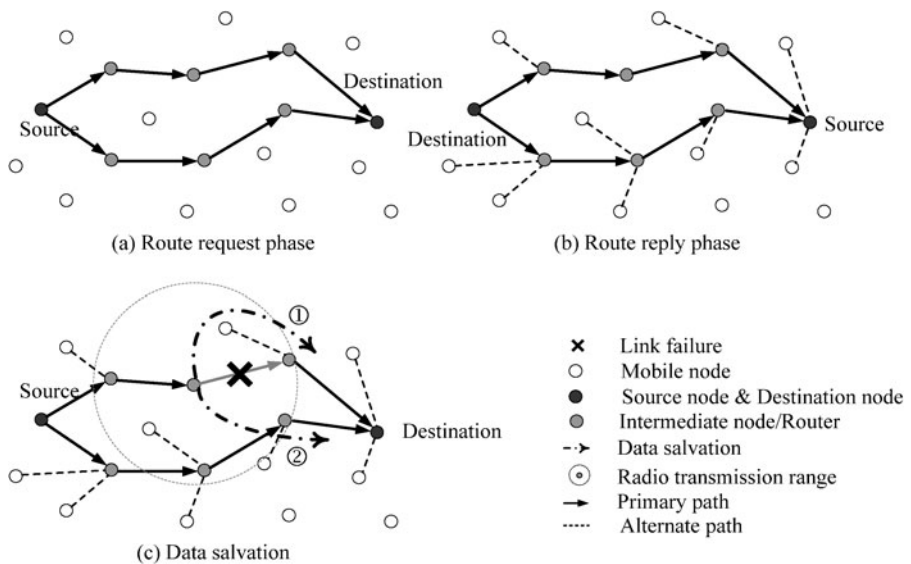 Destination
Source
(a) Route request phase
Destination
Source
(b) Route reply phase
①
Source
②
Destination
(c) Data salvation
Link failure
Mobile node
Source node & Destination node
Intermediate node/Router
Data salvation
Radio transmission range
Primary path
Alternate path